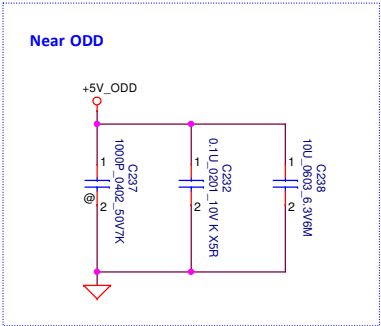 Near ODD
+5V_ODD
1
2
@
C237
1000P_0402_50V7K
1
2
C232
0.1U_0201_10V K X5R
1
2
C238
10U_0603_6.3V6M